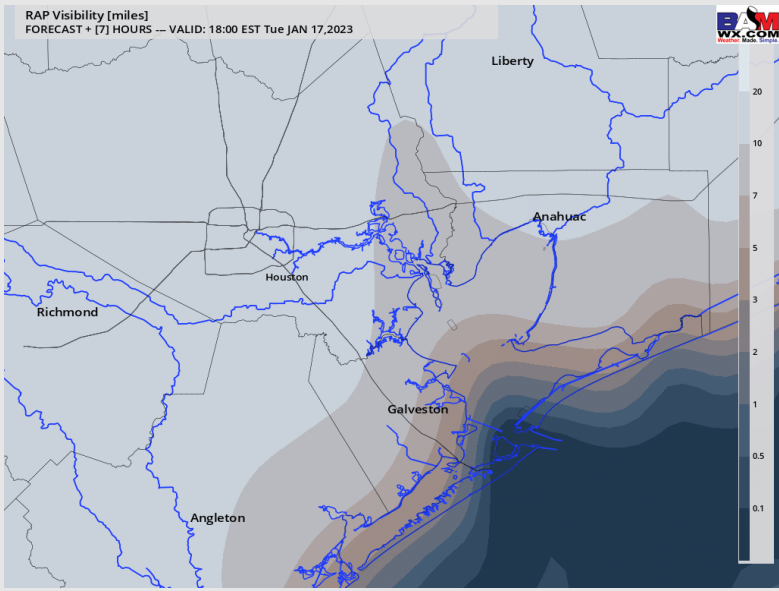 RAP Visibility [miles]
FORECAST + [7] HOURS --- VALID: 18:00 EST Tue JAN 17,2023
BAM
WX.COM
Weather. Made. Simple.
Liberty
20
10
7
Anahuac
5
Houston
3
Richmond
2
1
Galveston
0.5
0.1
Angleton